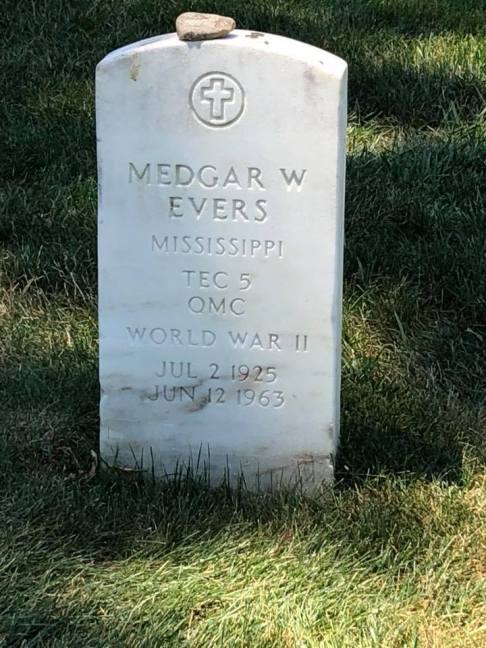 MEDGAR W
EVERS
MISSISSIPPI
TEC 5
QMC
WORLD WAR II
JUL 2 1925
JUN 12 1963